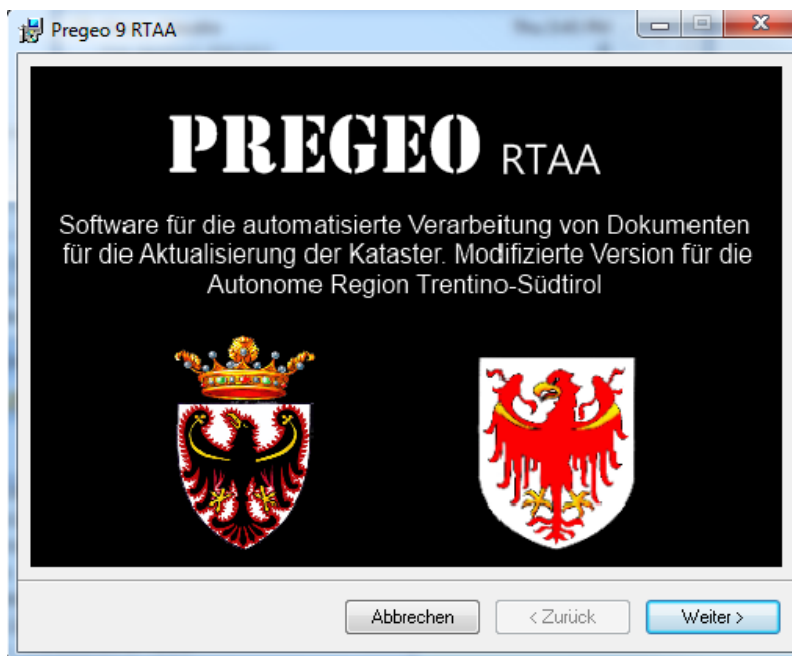 Pregeo 9 RTAA
PREGEO RTAA
Software für die automatisierte Verarbeitung von Dokumenten
für die Aktualisierung der Kataster. Modifizierte Version für die
Autonome Region Trentino-Südtirol
Abbrechen < Zurück Weiter >